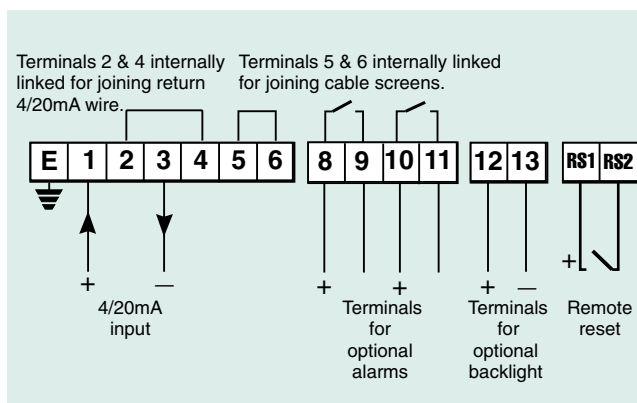 Terminals 2 & 4 internally
linked for joining return
4/20mA wire.
Terminals 5 & 6 internally linked
for joining cable screens.
E 1 2 3 4 5 6 8 9 10 11 12 13 RS1 RS2
+ — + + + — +
4/20mA
input
Terminals
for
optional
alarms
Terminals
for
optional
backlight
Remote
reset